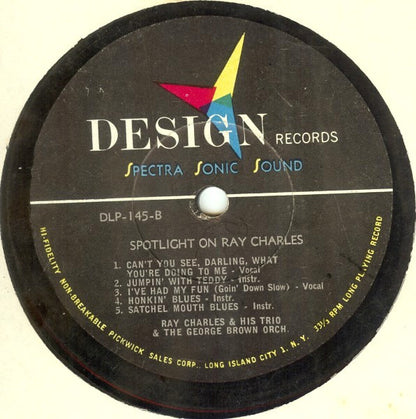 DESIGN RECORDS
SPECTRA SONIC SOUND
DLP-145-B
SPOTLIGHT ON RAY CHARLES
1. CAN'T YOU SEE, DARLING, WHAT
YOU'RE DOING TO ME - Vocal
2. JUMPIN' WITH TEDDY - Instr.
3. I'VE HAD MY FUN (Goin' Down Slow) - Vocal
4. HONKIN' BLUES - Instr.
5. SATCHEL MOUTH BLUES - Instr.
RAY CHARLES & HIS TRIO
& THE GEORGE BROWN ORCH.
HI-FIDELITY NON-BREAKABLE PICKWICK SALES CORP., LONG ISLAND CITY 1, N. Y. 33⅓ RPM LONG PLAYING RECORD